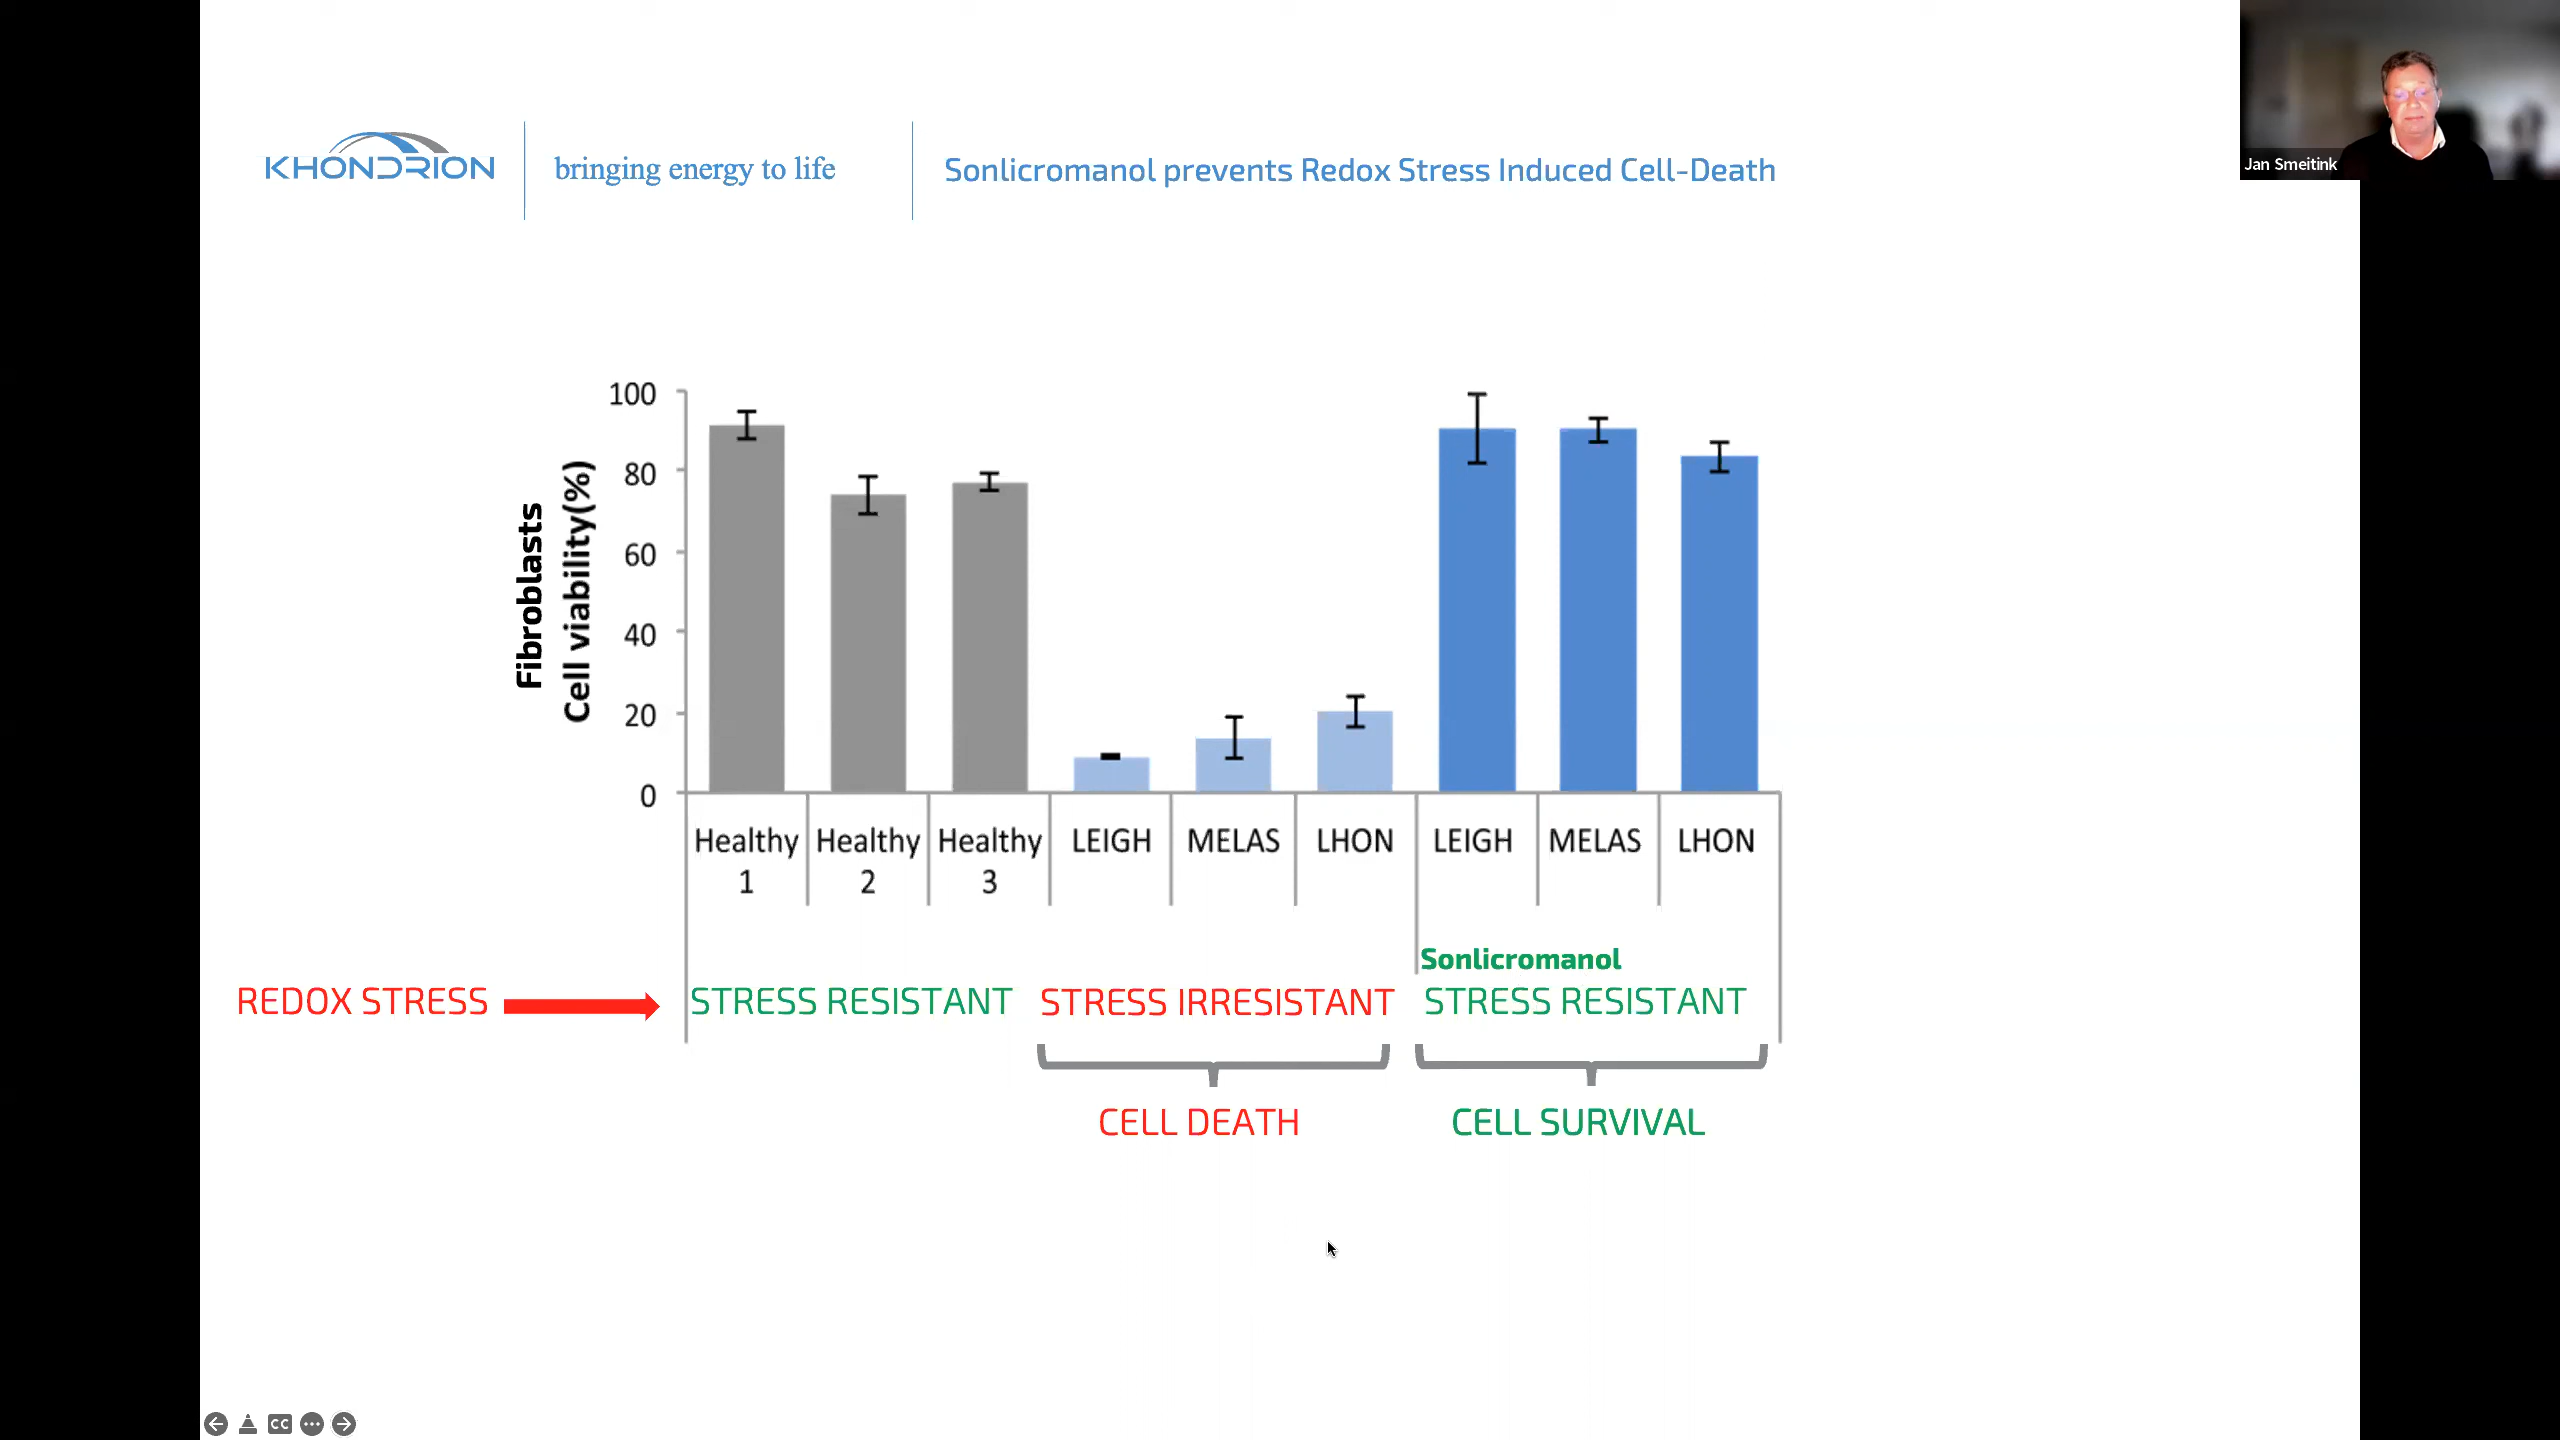 KHONDRION
bringing energy to life
Sonlicromanol prevents Redox Stress Induced Cell-Death
Jan Smeitink
Fibroblasts
Cell viability(%)
100
80
60
40
20
0
Healthy 1
Healthy 2
Healthy 3
LEIGH
MELAS
LHON
LEIGH
MELAS
LHON
Sonlicromanol
REDOX STRESS
STRESS RESISTANT
STRESS IRRESISTANT
STRESS RESISTANT
CELL DEATH
CELL SURVIVAL
CC